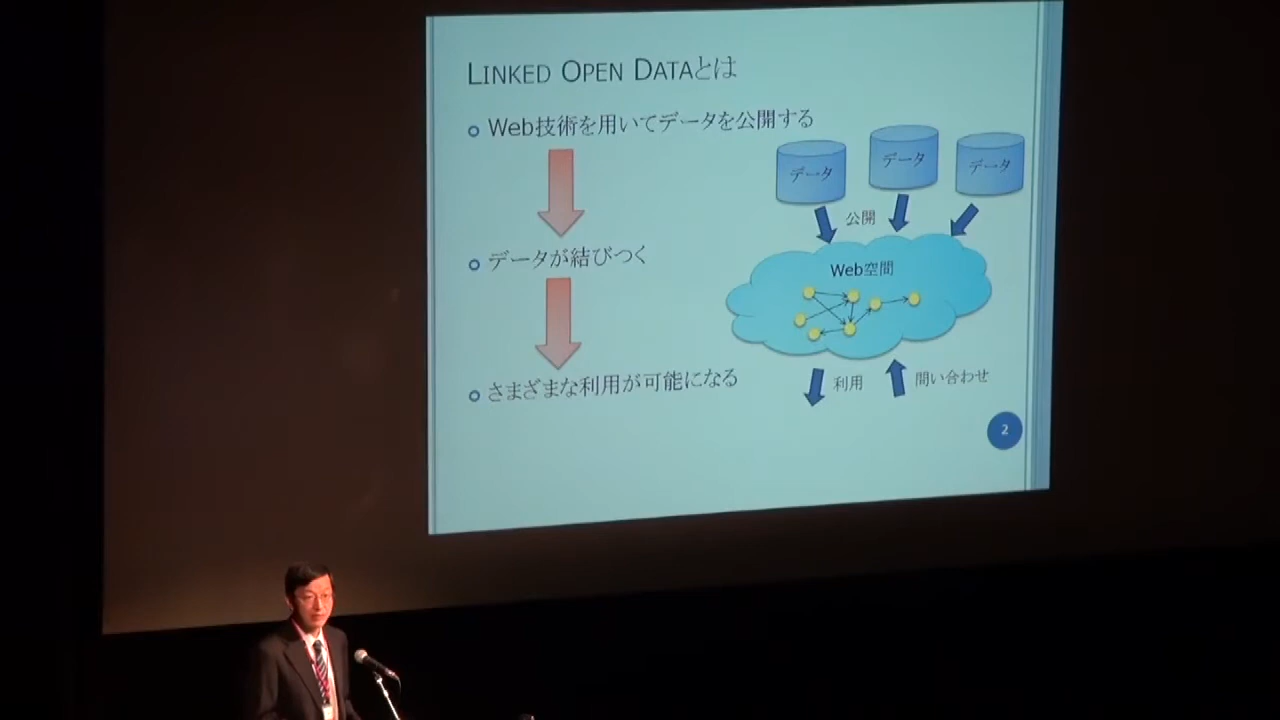 LINKED OPEN DATAとは
Web技術を用いてデータを公開する
データが結びつく
さまざまな利用が可能になる
データ
データ
データ
公開
Web空間
利用
問い合わせ
2